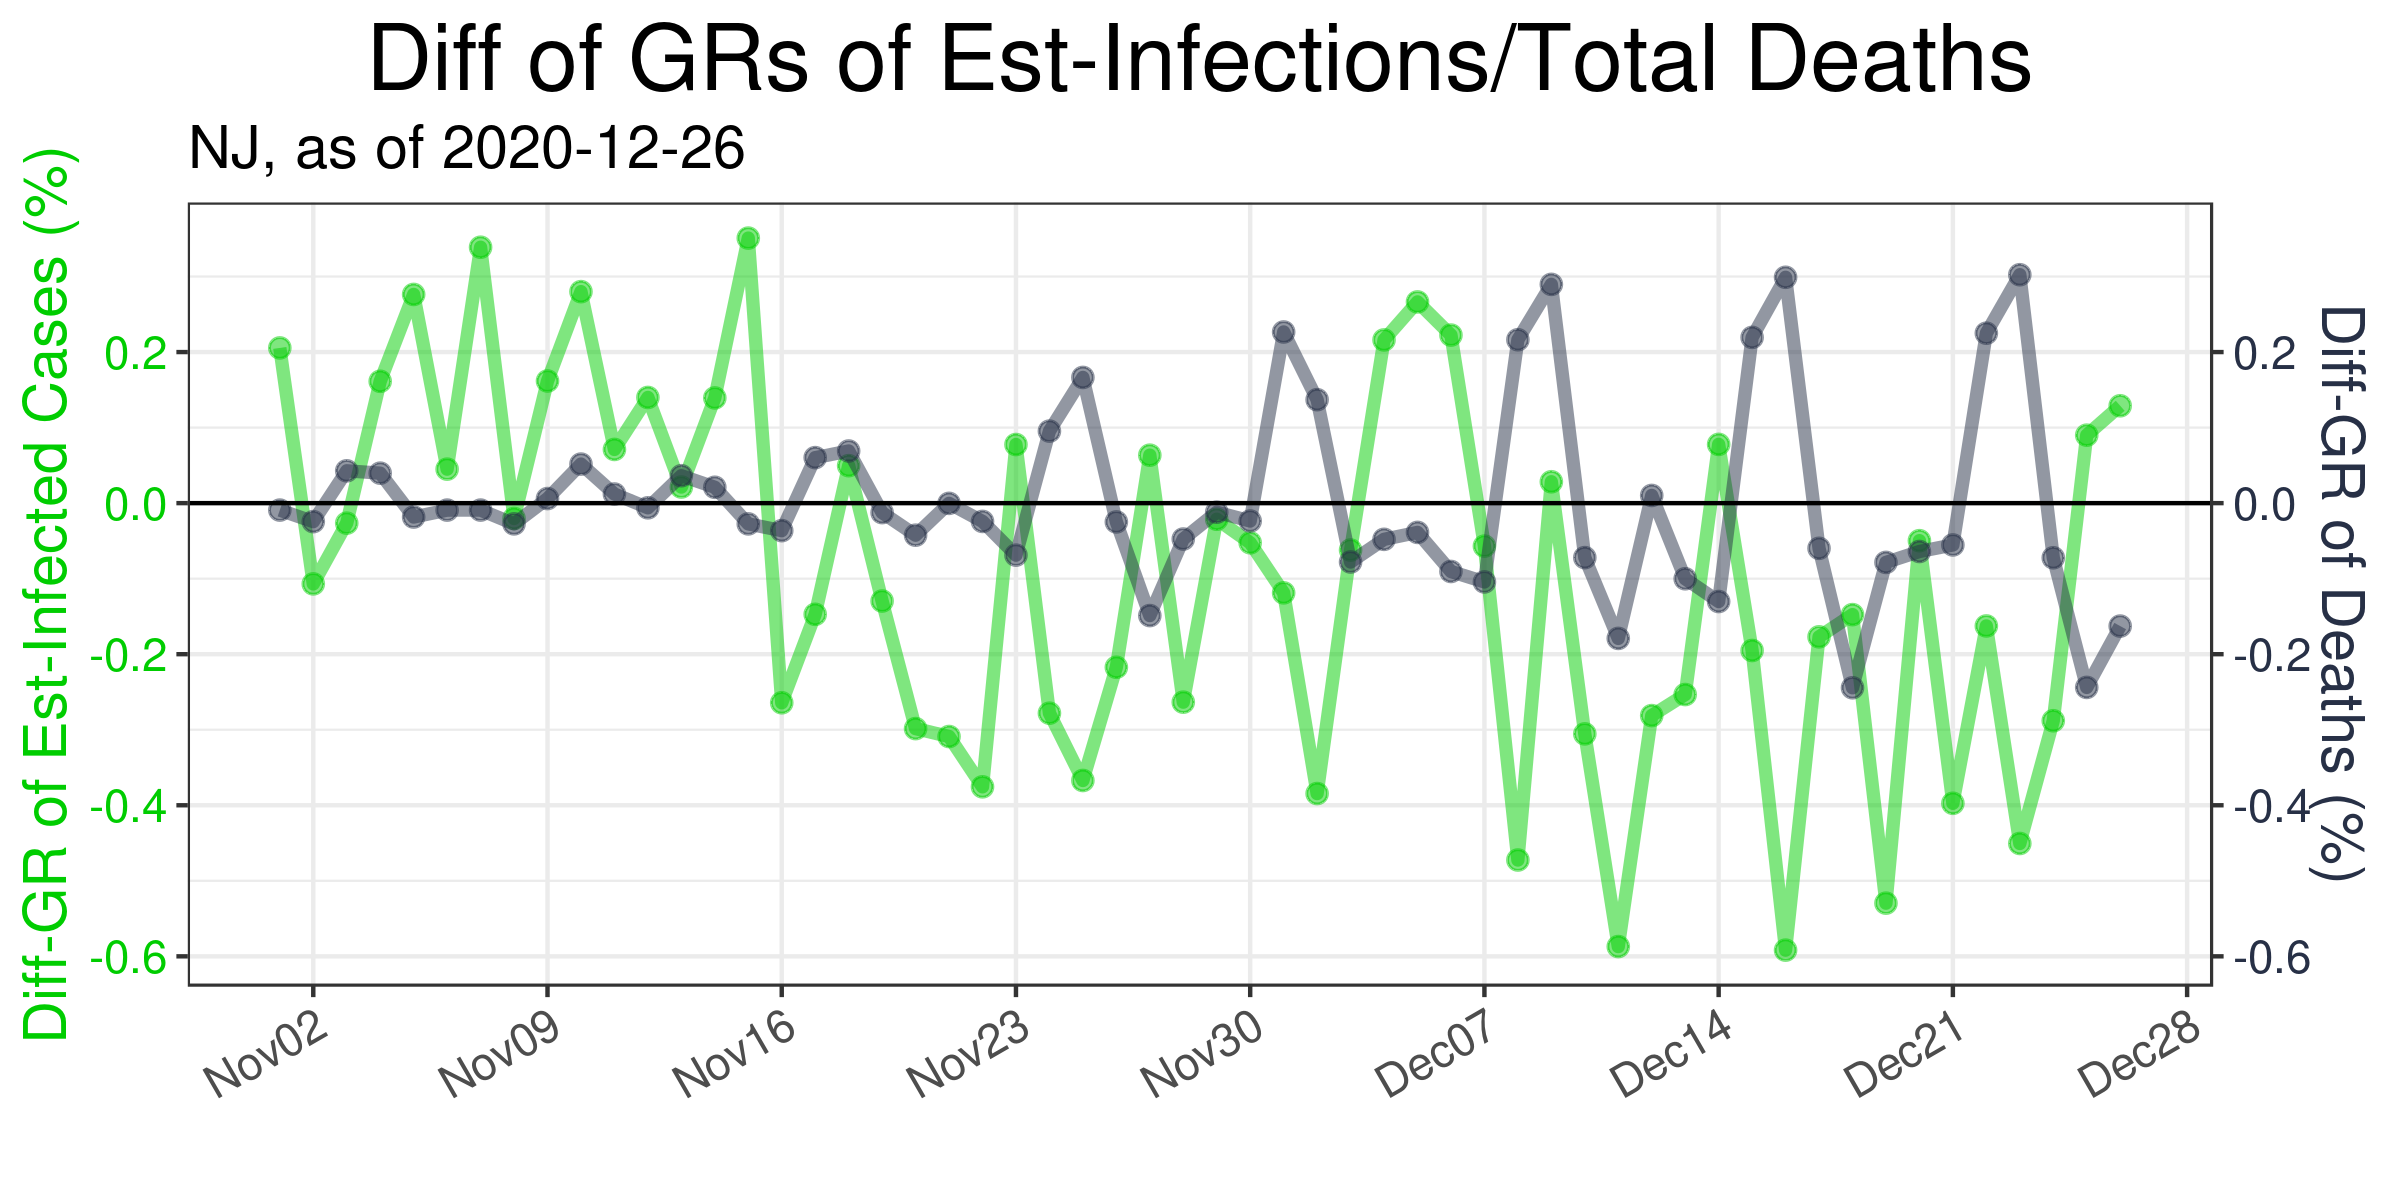 Diff of GRs of Est-Infections/Total Deaths
NJ, as of 2020-12-26
Diff-GR of Est-Infected Cases (%)
0.2
0.0
-0.2
-0.4
-0.6
0.2
0.0
-0.2
-0.4
-0.6
Diff-GR of Deaths (%)
Nov02
Nov09
Nov16
Nov23
Nov30
Dec07
Dec14
Dec21
Dec28